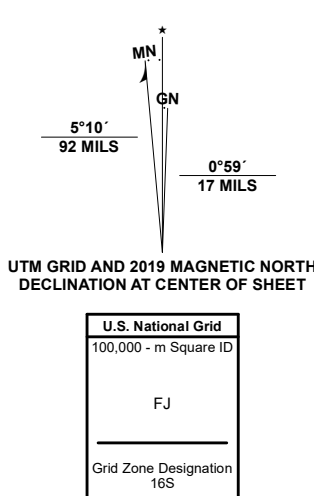 ★
MN
GN
5°10´
92 MILS
0°59´
17 MILS
UTM GRID AND 2019 MAGNETIC NORTH
DECLINATION AT CENTER OF SHEET
U.S. National Grid
100,000 - m Square ID
FJ
Grid Zone Designation
16S